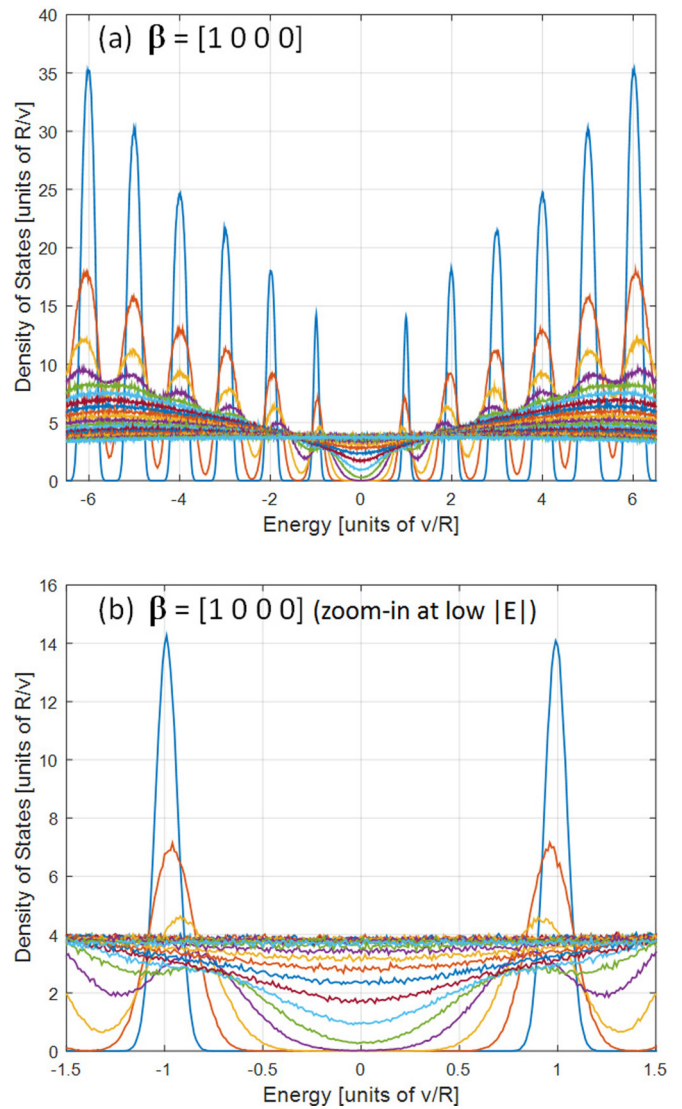 (a) β = [1 0 0 0]
40
35
30
25
20
15
10
5
0
Density of States [units of R/v]
-6 -4 -2 0 2 4 6
Energy [units of v/R]
(b) β = [1 0 0 0] (zoom-in at low |E|)
16
14
12
10
8
6
4
2
0
Density of States [units of R/v]
-1.5 -1 -0.5 0 0.5 1 1.5
Energy [units of v/R]